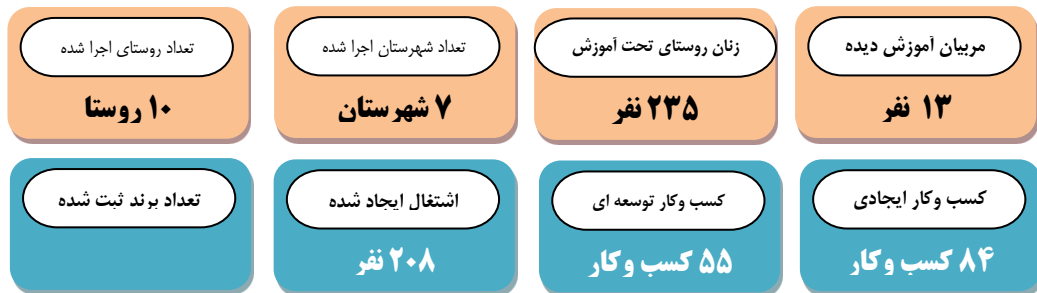 مربیان آموزش دیده
۱۳ نفر
زنان روستای تحت آموزش
۲۳۵ نفر
تعداد شهرستان اجرا شده
۷ شهرستان
تعداد روستای اجرا شده
۱۰ روستا
کسب وکار ایجادی
۸۴ کسب و کار
کسب وکار توسعه ای
۵۵ کسب و کار
اشتغال ایجاد شده
۲۰۸ نفر
تعداد برند ثبت شده